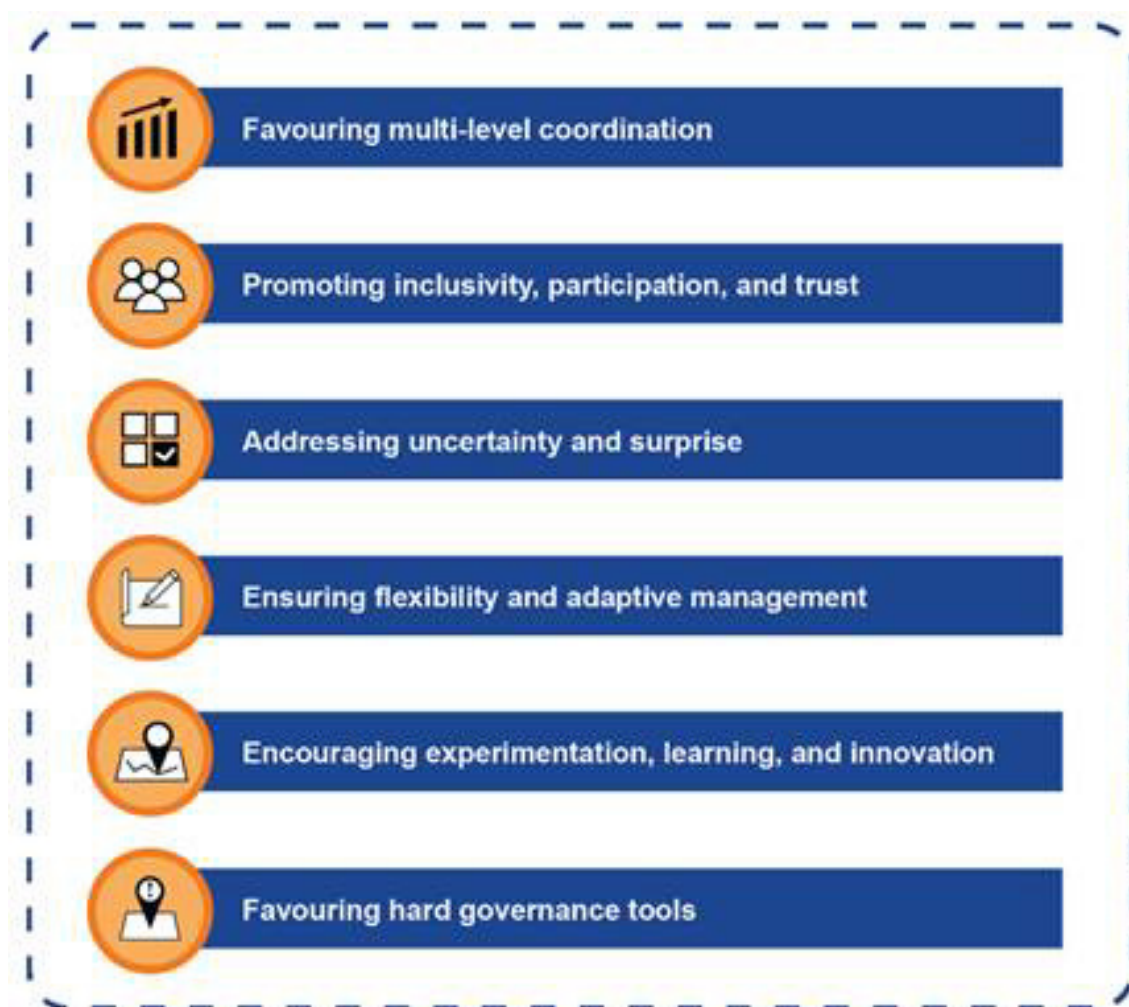 Favouring multi-level coordination
Promoting inclusivity, participation, and trust
Addressing uncertainty and surprise
Ensuring flexibility and adaptive management
Encouraging experimentation, learning, and innovation
Favouring hard governance tools